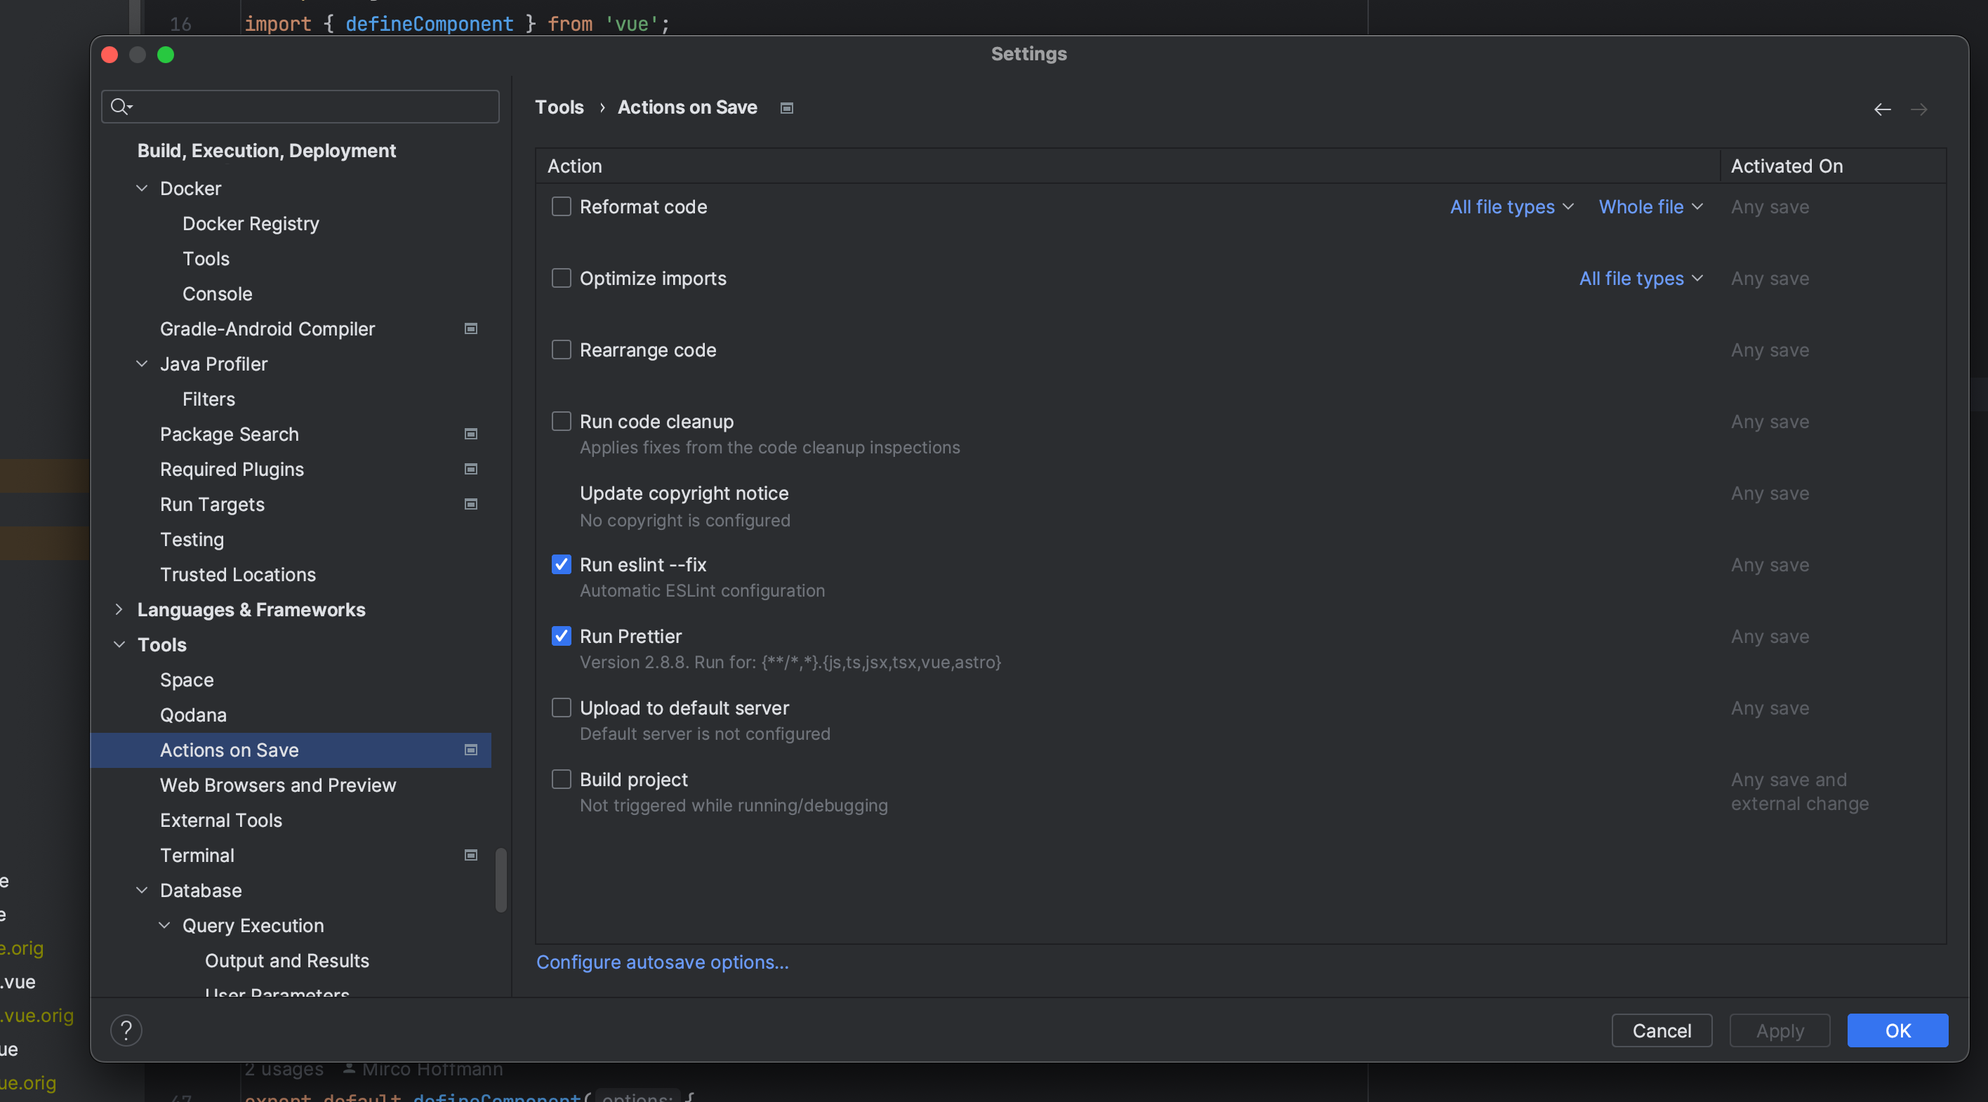 16 import { defineComponent } from 'vue';
Settings
Build, Execution, Deployment
Docker
Docker Registry
Tools
Console
Gradle-Android Compiler
Java Profiler
Filters
Package Search
Required Plugins
Run Targets
Testing
Trusted Locations
Languages & Frameworks
Tools
Space
Qodana
Actions on Save
Web Browsers and Preview
External Tools
Terminal
Database
Query Execution
Output and Results
User Parameters
Tools › Actions on Save
Action Activated On
Reformat code All file types Whole file Any save
Optimize imports All file types Any save
Rearrange code Any save
Run code cleanup Any save
Applies fixes from the code cleanup inspections
Update copyright notice Any save
No copyright is configured
Run eslint --fix Any save
Automatic ESLint configuration
Run Prettier Any save
Version 2.8.8. Run for: {**/*,*}.{js,ts,jsx,tsx,vue,astro}
Upload to default server Any save
Default server is not configured
Build project Any save and
Not triggered while running/debugging external change
Configure autosave options...
? Cancel Apply OK
e
e
e.orig
.vue
.vue.orig
ue
ue.orig
2 usages Mirco Hoffmann
47 export default defineComponent( options: {